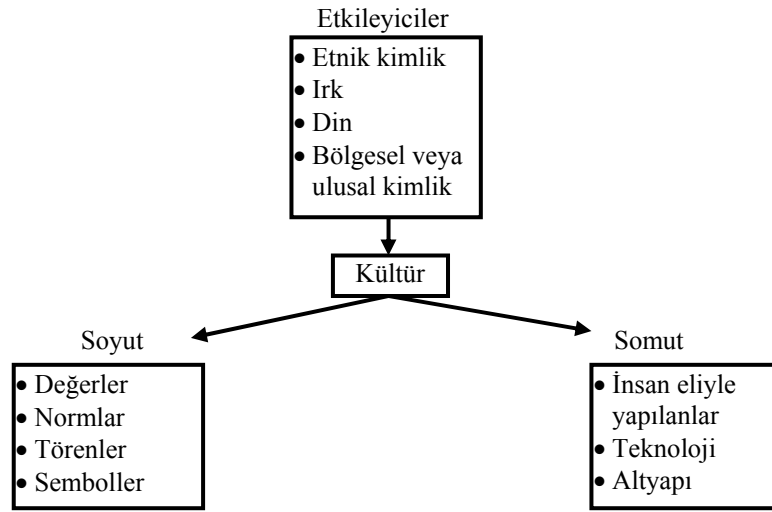 Etkileyiciler
• Etnik kimlik
• Irk
• Din
• Bölgesel veya
ulusal kimlik
Kültür
Soyut
• Değerler
• Normlar
• Törenler
• Semboller
Somut
• İnsan eliyle
yapılanlar
• Teknoloji
• Altyapı